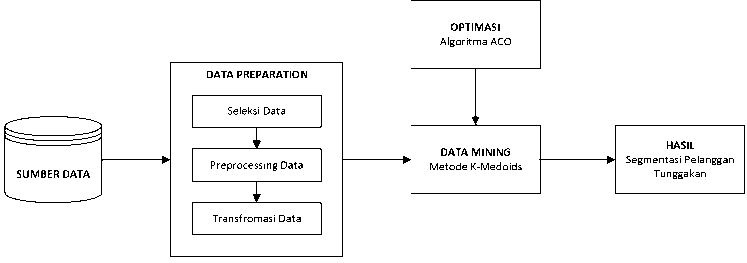 OPTIMASI
Algoritma ACO
DATA PREPARATION
Seleksi Data
SUMBER DATA
Preprocessing Data
Transfromasi Data
DATA MINING
Metode K-Medoids
HASIL
Segmentasi Pelanggan
Tunggakan